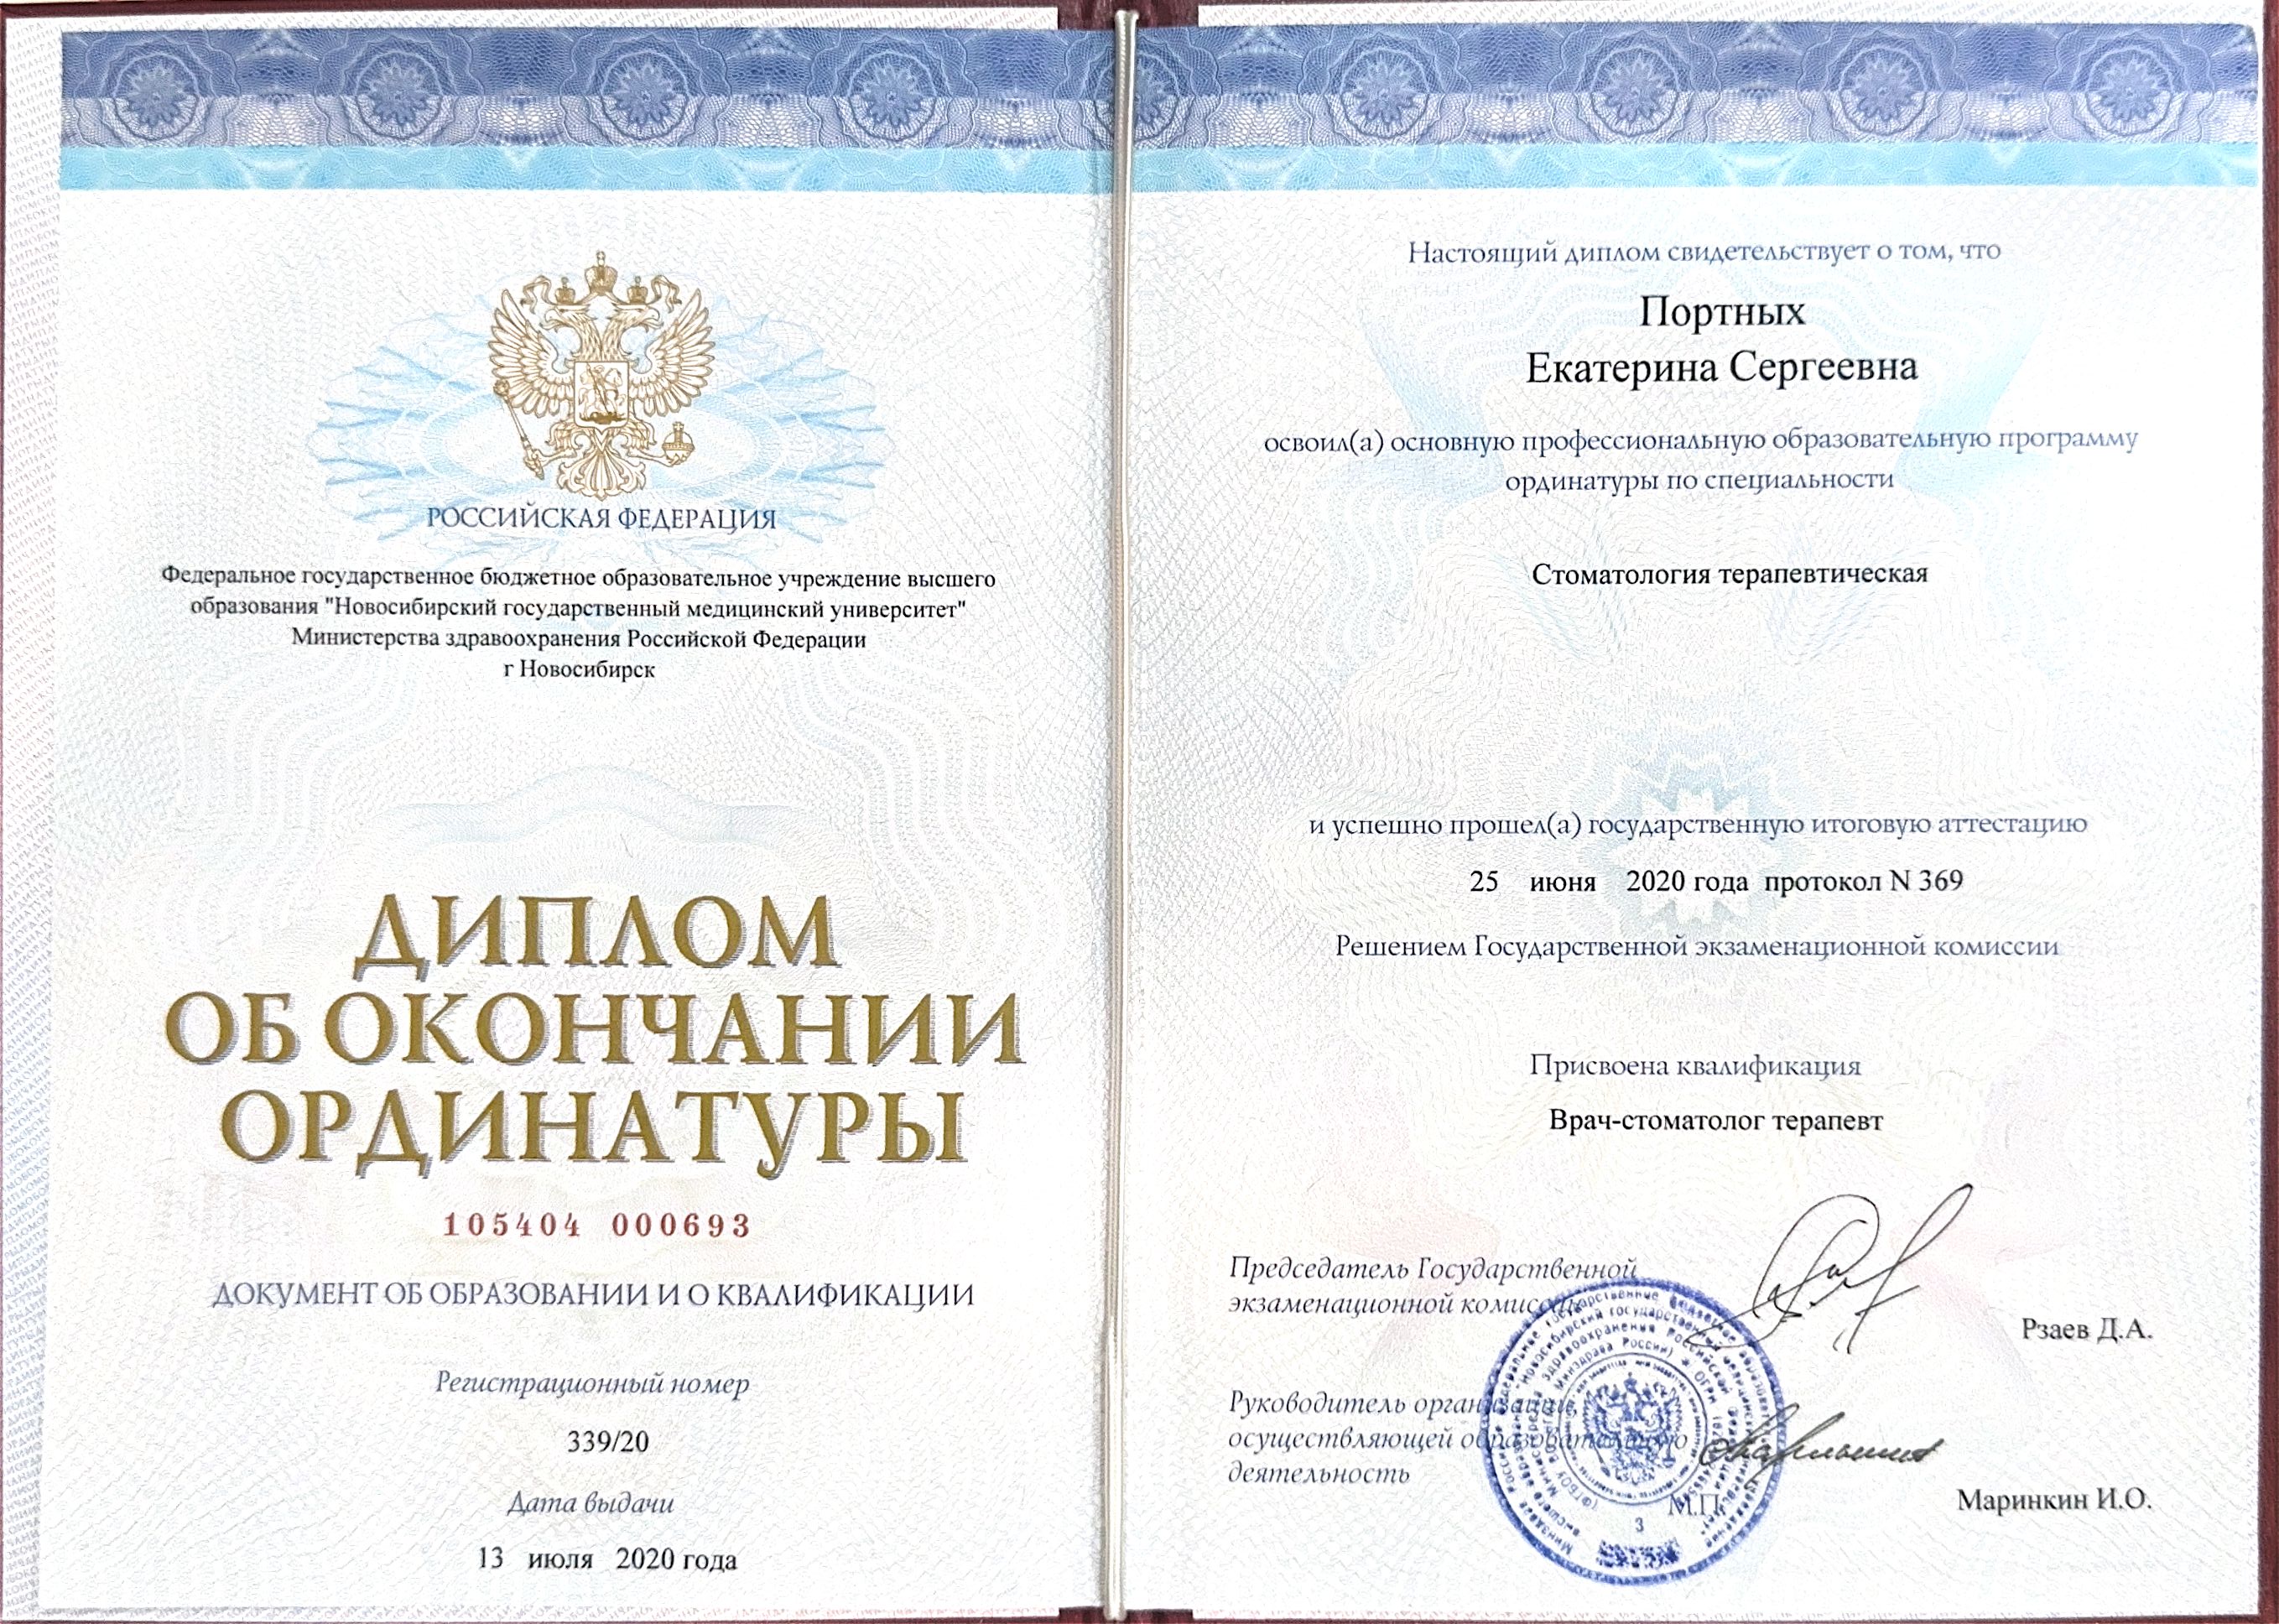 РОССИЙСКАЯ ФЕДЕРАЦИЯ
Федеральное государственное бюджетное образовательное учреждение высшего
образования "Новосибирский государственный медицинский университет"
Министерства здравоохранения Российской Федерации
г Новосибирск
ДИПЛОМ
ОБ ОКОНЧАНИИ
ОРДИНАТУРЫ
105404 000693
ДОКУМЕНТ ОБ ОБРАЗОВАНИИ И О КВАЛИФИКАЦИИ
Регистрационный номер
339/20
Дата выдачи
13 июля 2020 года
Настоящий диплом свидетельствует о том, что
Портных
Екатерина Сергеевна
освоил(а) основную профессиональную образовательную программу
ординатуры по специальности
Стоматология терапевтическая
и успешно прошел(а) государственную итоговую аттестацию
25 июня 2020 года протокол N 369
Решением Государственной экзаменационной комиссии
Присвоена квалификация
Врач-стоматолог терапевт
Председатель Государственной
экзаменационной комиссии
Рзаев Д.А.
Руководитель организации,
осуществляющей образовательную
деятельность
М.П.
Маринкин И.О.